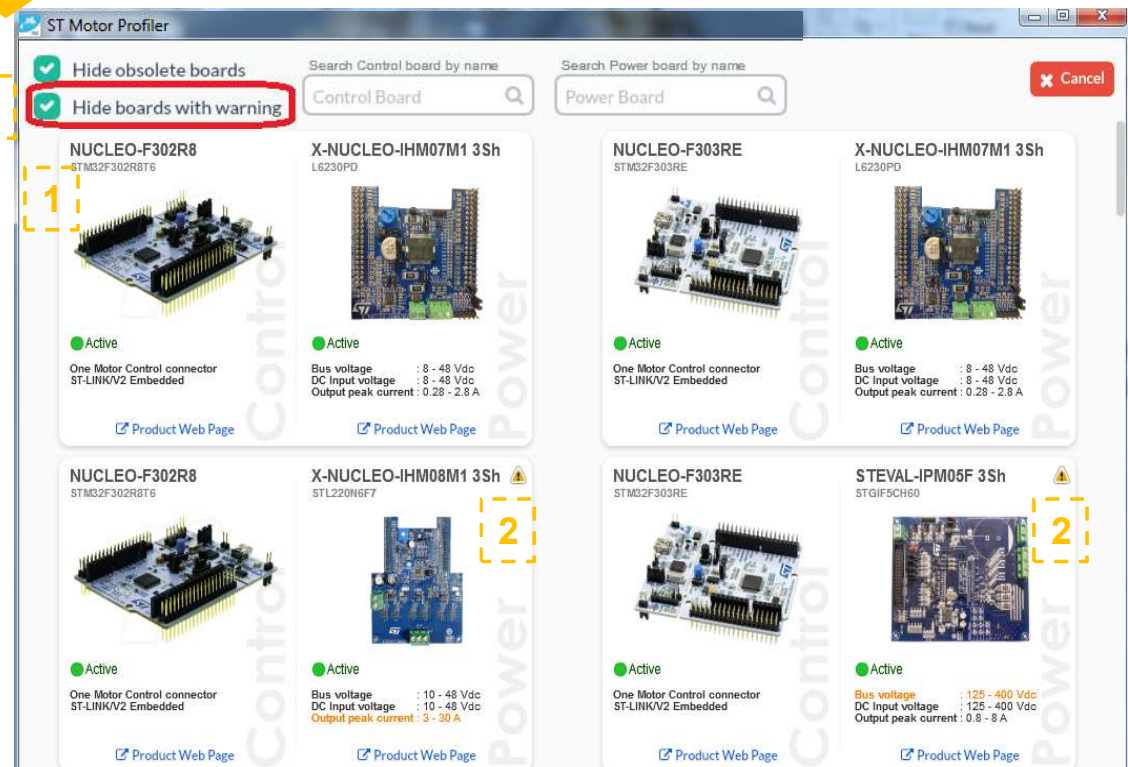 ST Motor Profiler
Hide obsolete boards
Hide boards with warning
Search Control board by name
Control Board
Search Power board by name
Power Board
Cancel
1
NUCLEO-F302R8
STM32F302R8T6
Active
One Motor Control connector
ST-LINK/V2 Embedded
Product Web Page
Control
X-NUCLEO-IHM07M1 3Sh
L6230PD
Active
Bus voltage : 8 - 48 Vdc
DC Input voltage : 8 - 48 Vdc
Output peak current : 0.28 - 2.8 A
Product Web Page
Power
NUCLEO-F303RE
STM32F303RE
Active
One Motor Control connector
ST-LINK/V2 Embedded
Product Web Page
Control
X-NUCLEO-IHM07M1 3Sh
L6230PD
Active
Bus voltage : 8 - 48 Vdc
DC Input voltage : 8 - 48 Vdc
Output peak current : 0.28 - 2.8 A
Product Web Page
Power
NUCLEO-F302R8
STM32F302R8T6
Active
One Motor Control connector
ST-LINK/V2 Embedded
Product Web Page
Control
X-NUCLEO-IHM08M1 3Sh
STL220N6F7
2
Active
Bus voltage : 10 - 48 Vdc
DC Input voltage : 10 - 48 Vdc
Output peak current : 3 - 30 A
Product Web Page
Power
NUCLEO-F303RE
STM32F303RE
Active
One Motor Control connector
ST-LINK/V2 Embedded
Product Web Page
Control
STEVAL-IPM05F 3Sh
STGIF5CH60
2
Active
Bus voltage : 125 - 400 Vdc
DC Input voltage : 125 - 400 Vdc
Output peak current : 0.8 - 8 A
Product Web Page
Power